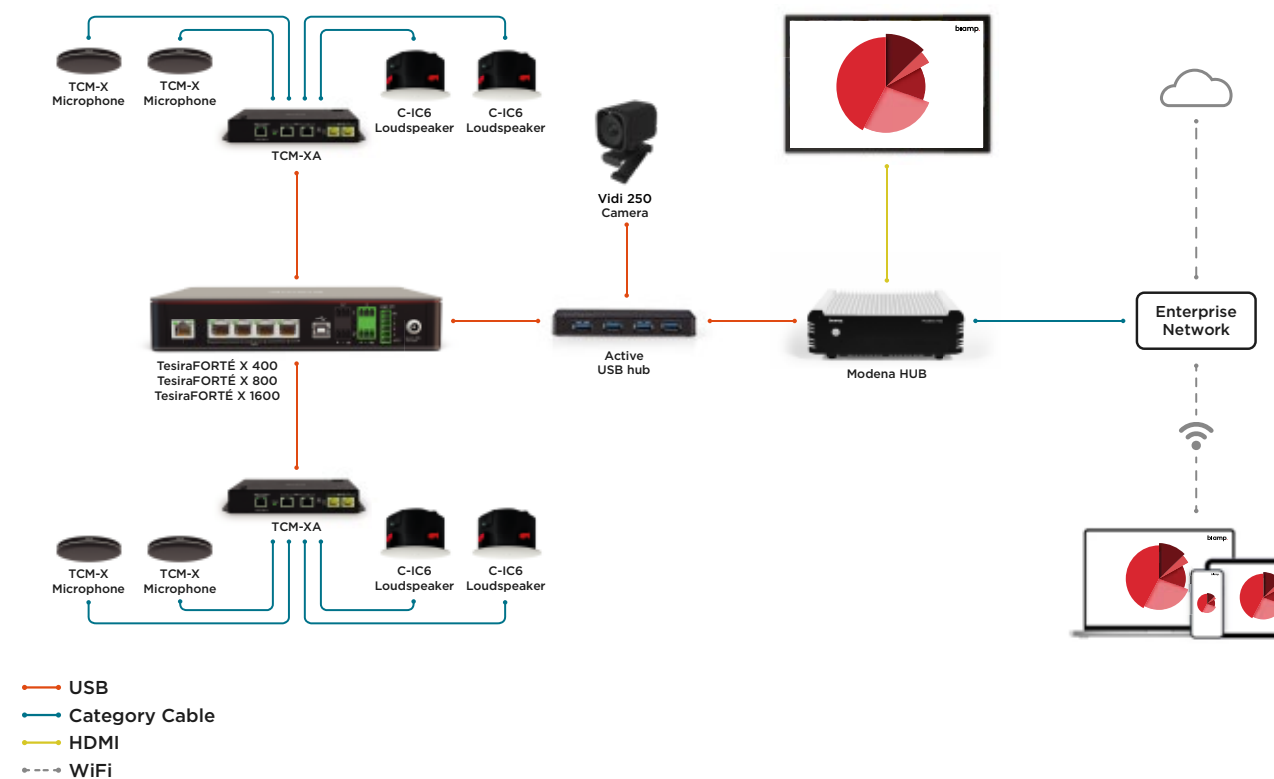 biamp.
TCM-X
Microphone
TCM-X
Microphone
C-IC6
Loudspeaker
C-IC6
Loudspeaker
TCM-XA
Vidi 250
Camera
TesiraFORTÉ X 400
TesiraFORTÉ X 800
TesiraFORTÉ X 1600
Active
USB hub
Modena HUB
Enterprise
Network
TCM-XA
TCM-X
Microphone
TCM-X
Microphone
C-IC6
Loudspeaker
C-IC6
Loudspeaker
biamp.
USB
Category Cable
HDMI
WiFi